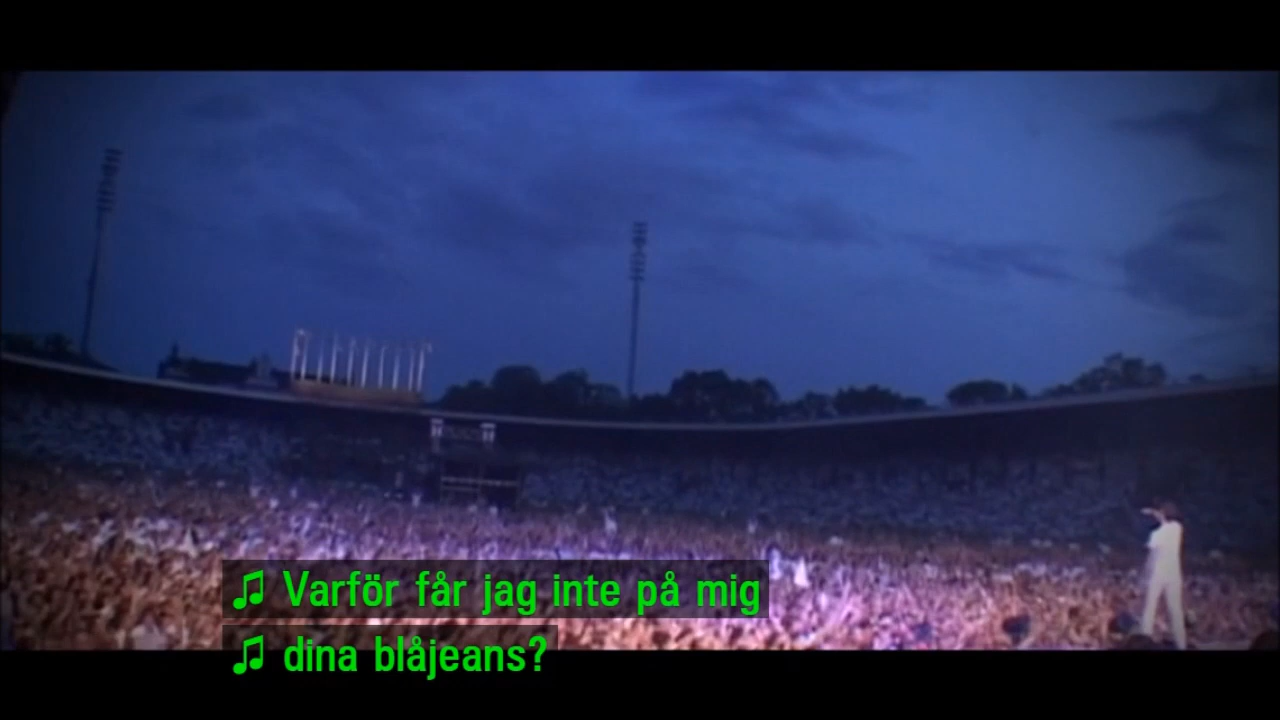 ♫ Varför får jag inte på mig
♫ dina blåjeans?